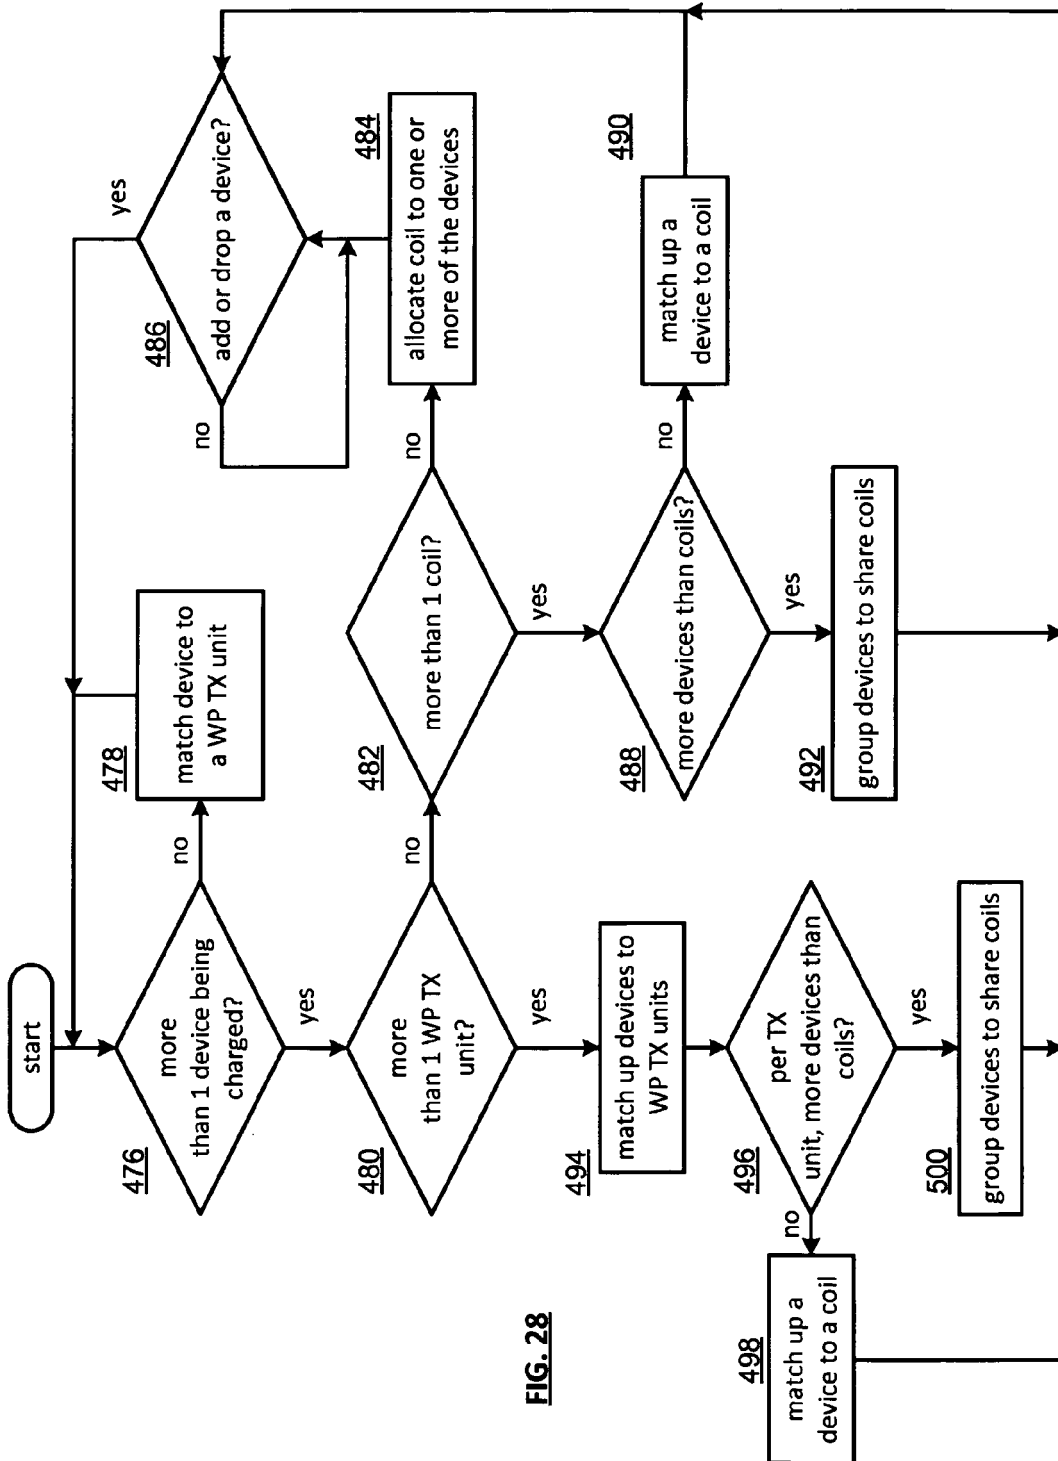 start
more
than 1 device being
charged?
476
no
yes
match device to
a WP TX unit
478
more
than 1 WP TX
unit?
480
no
yes
more than 1 coil?
482
no
yes
allocate coil to one or
more of the devices
484
add or drop a device?
486
yes
no
more devices than coils?
488
no
yes
match up a
device to a coil
490
group devices to share coils
492
match up devices to
WP TX units
494
per TX
unit, more devices than
coils?
496
no
yes
match up a
device to a coil
498
group devices to share coils
500
FIG. 28